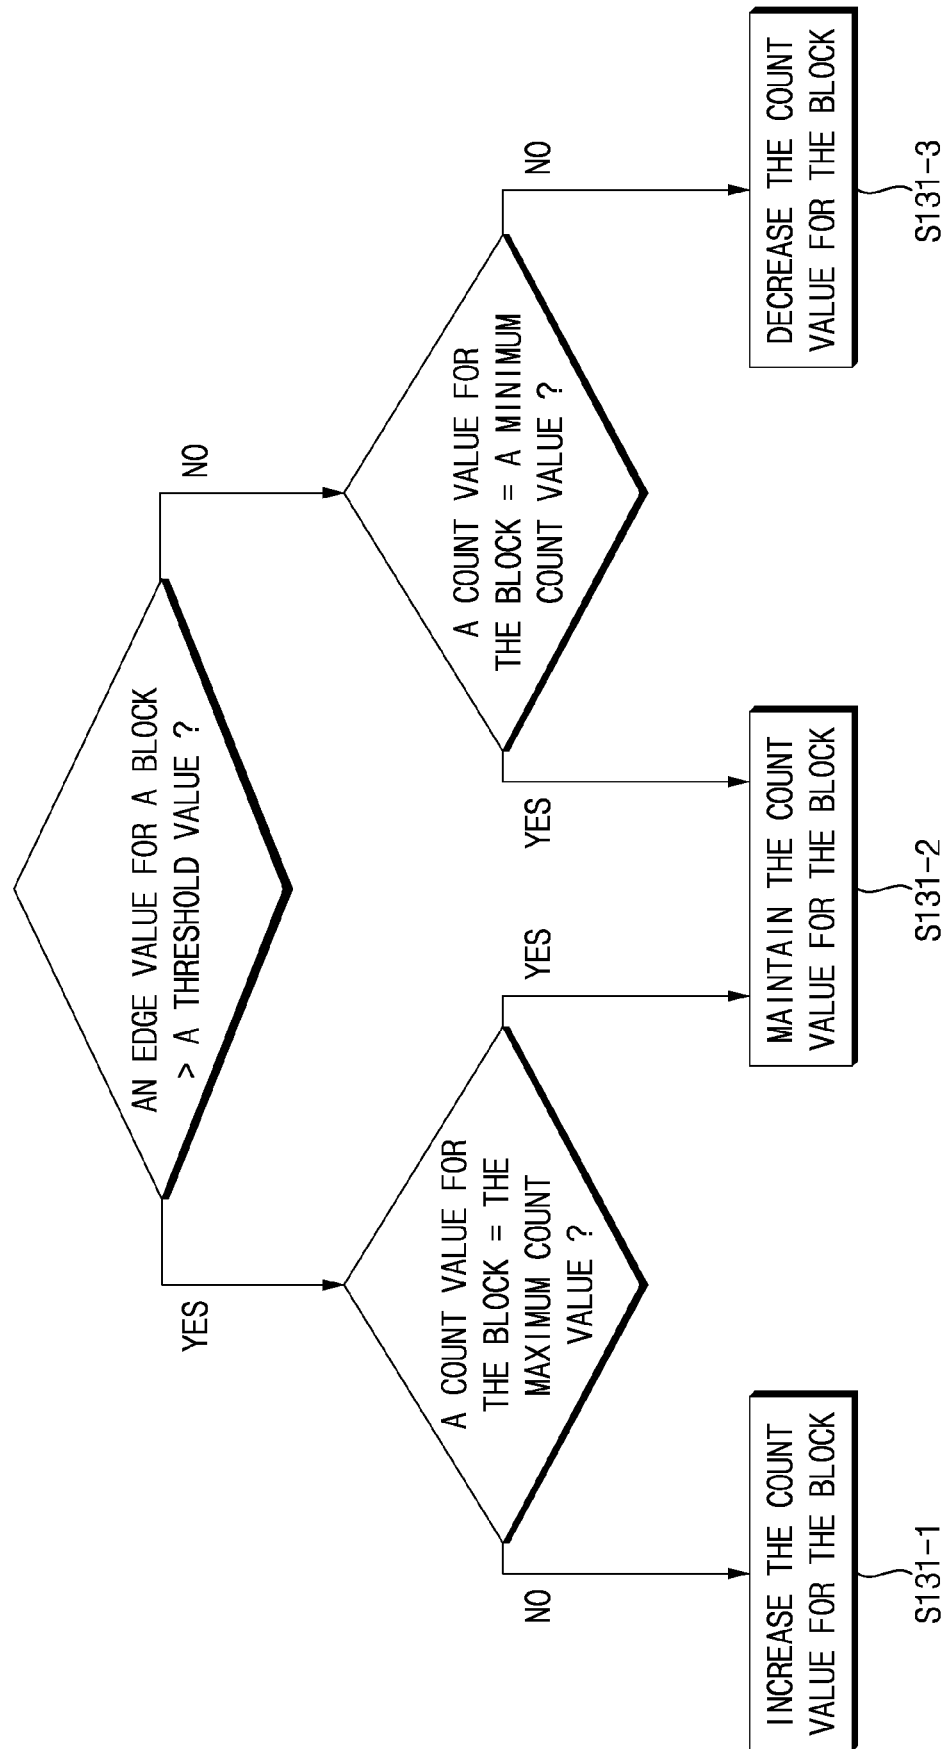 AN EDGE VALUE FOR A BLOCK
> A THRESHOLD VALUE ?
YES
NO
A COUNT VALUE FOR
THE BLOCK = THE
MAXIMUM COUNT
VALUE ?
A COUNT VALUE FOR
THE BLOCK = A MINIMUM
COUNT VALUE ?
NO
YES
YES
NO
INCREASE THE COUNT
VALUE FOR THE BLOCK
MAINTAIN THE COUNT
VALUE FOR THE BLOCK
DECREASE THE COUNT
VALUE FOR THE BLOCK
S131-1
S131-2
S131-3